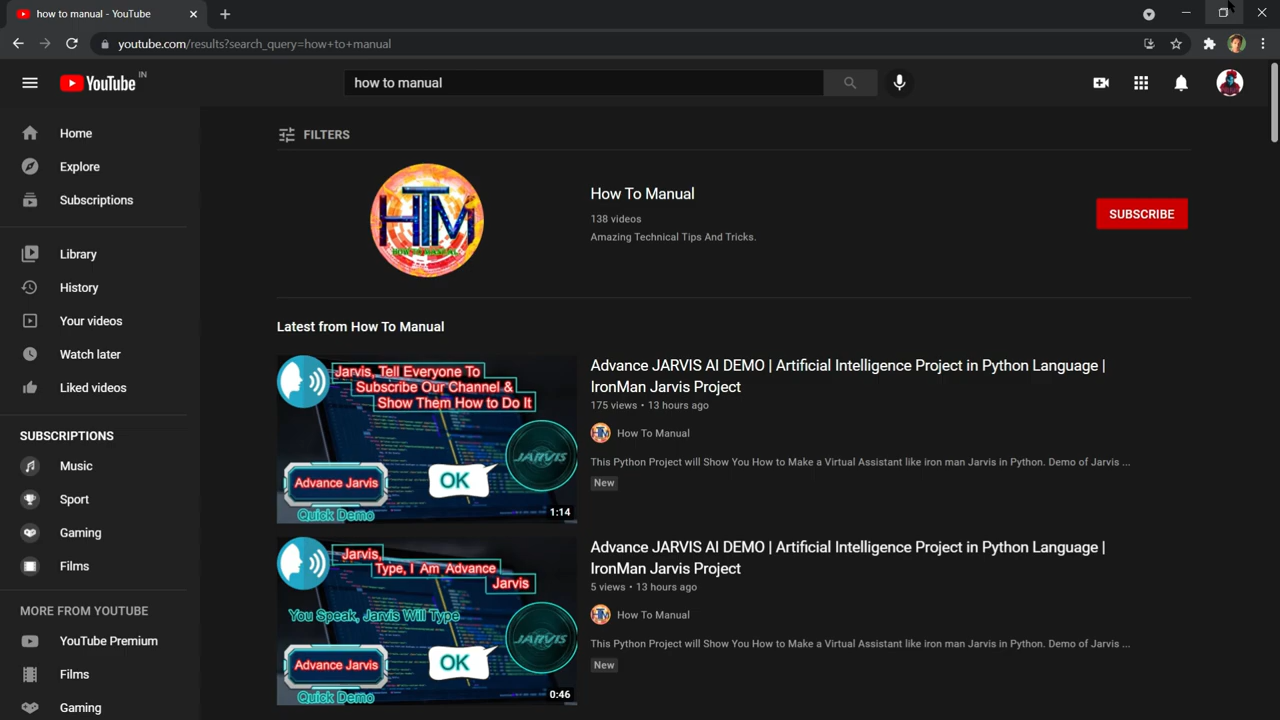 how to manual - YouTube
youtube.com/results?search_query=how+to+manual
YouTube IN
how to manual
Home
Explore
Subscriptions
Library
History
Your videos
Watch later
Liked videos
SUBSCRIPTIONS
Music
Sport
Gaming
Films
MORE FROM YOUTUBE
YouTube Premium
Films
Gaming
FILTERS
HTM
How To Manual
138 videos
Amazing Technical Tips And Tricks.
SUBSCRIBE
Latest from How To Manual
Jarvis, Tell Everyone To
Subscribe Our Channel &
Show Them How to Do It
JARVIS
Advance Jarvis
OK
Quick Demo
1:14
Advance JARVIS AI DEMO | Artificial Intelligence Project in Python Language |
IronMan Jarvis Project
175 views • 13 hours ago
How To Manual
This Python Project will Show You How to Make a Virtual Assistant like iron man Jarvis in Python. Demo of Jarvis ...
New
Jarvis,
Type, I Am Advance
Jarvis
You Speak, Jarvis Will Type
JARVIS
Advance Jarvis
OK
Quick Demo
0:46
Advance JARVIS AI DEMO | Artificial Intelligence Project in Python Language |
IronMan Jarvis Project
5 views • 13 hours ago
How To Manual
This Python Project will Show You How to Make a Virtual Assistant like iron man Jarvis in Python. Demo of Jarvis ...
New